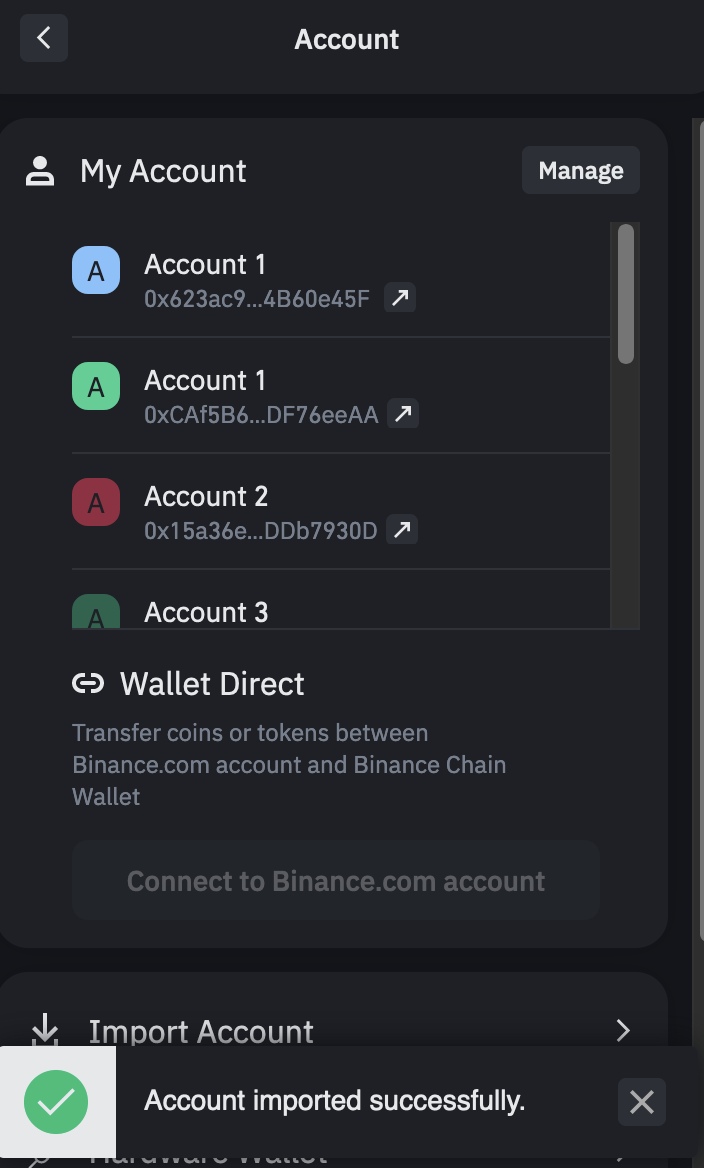 Account
My Account
Manage
A
Account 1
0x623ac9...4B60e45F
A
Account 1
0xCAf5B6...DF76eeAA
A
Account 2
0x15a36e...DDb7930D
A
Account 3
Wallet Direct
Transfer coins or tokens between
Binance.com account and Binance Chain
Wallet
Connect to Binance.com account
Import Account
Account imported successfully.
Hardware Wallet